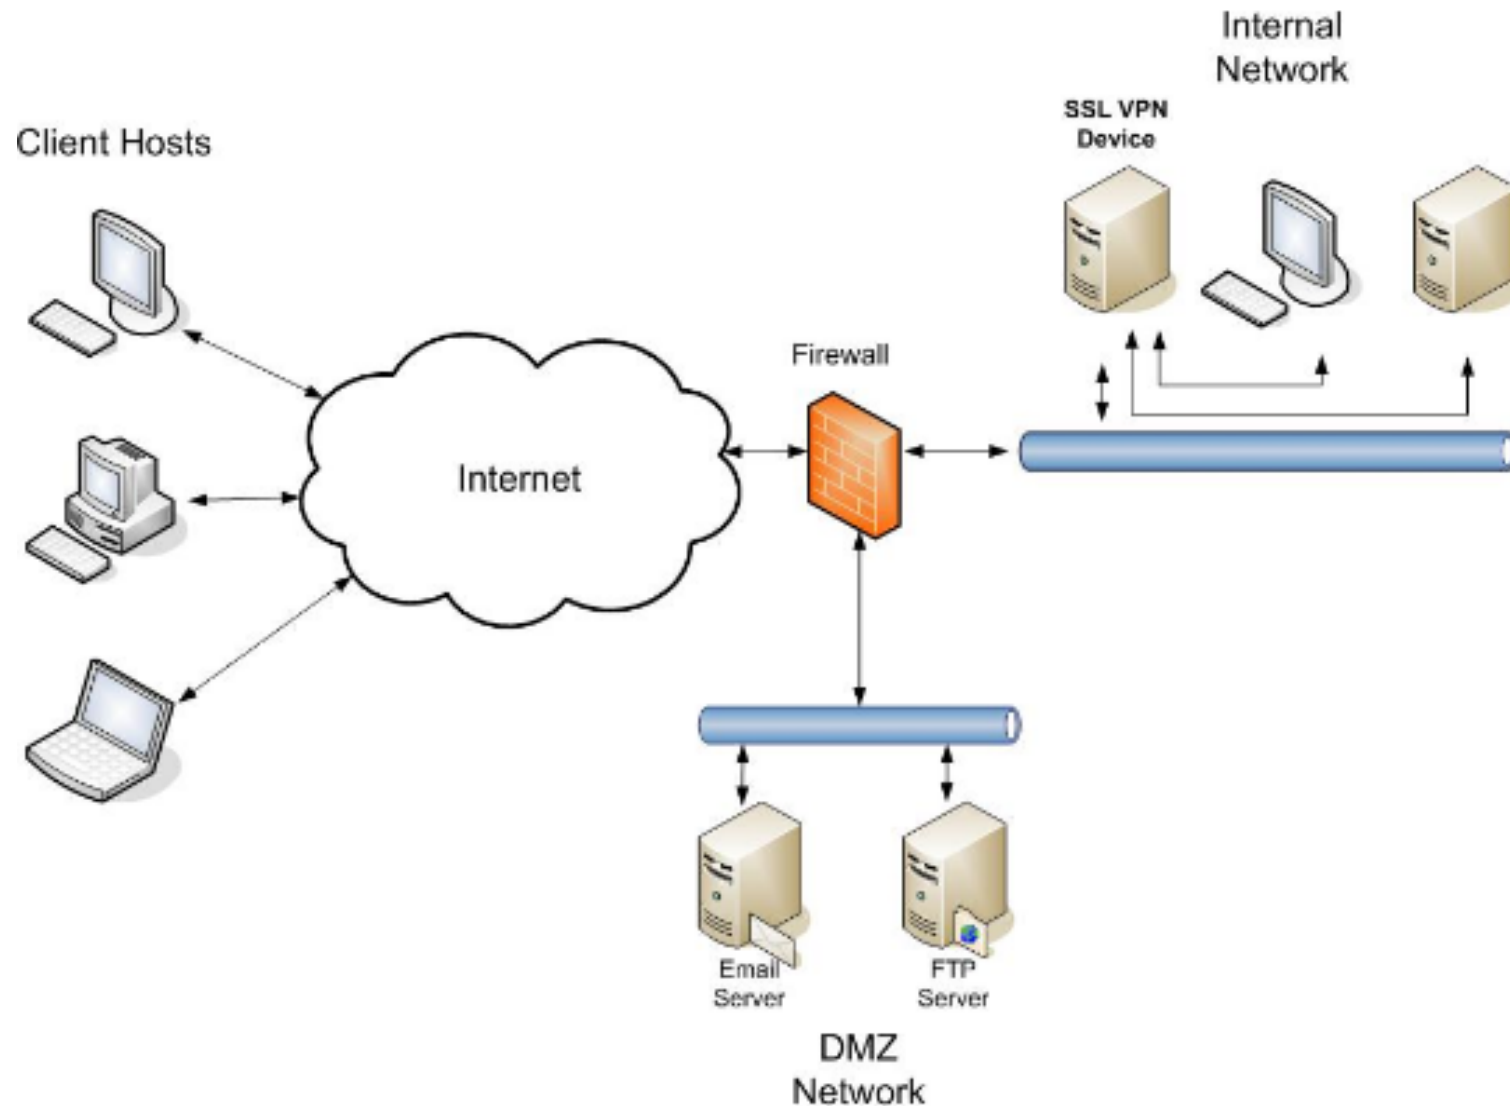 Internal
Network
SSL VPN
Device
Client Hosts
Firewall
Internet
Email
Server
FTP
Server
DMZ
Network